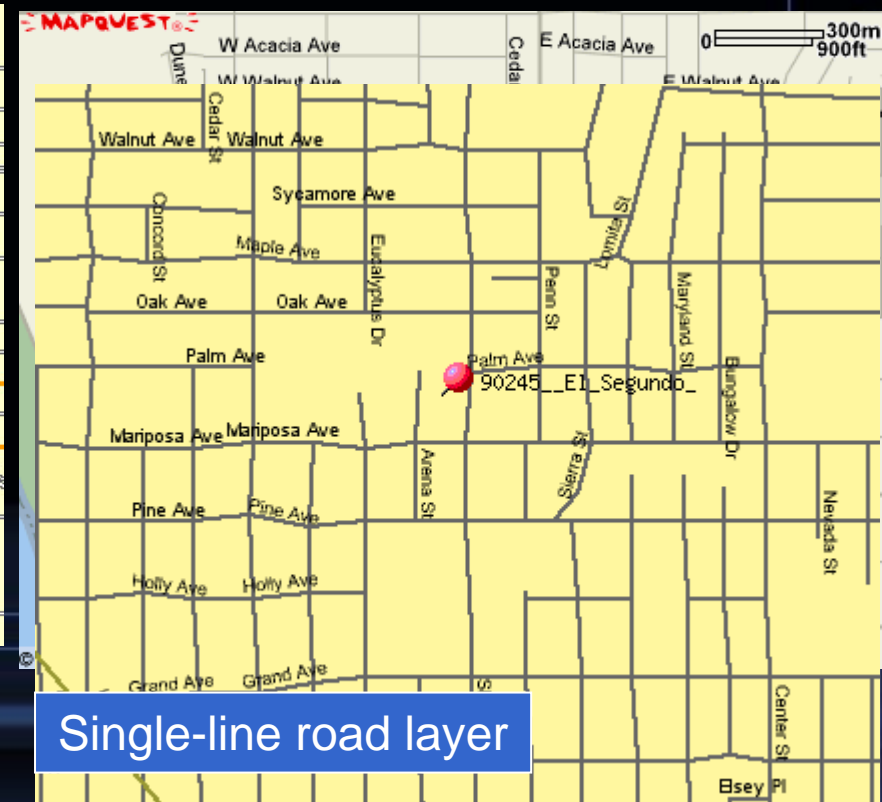 MAPQUEST
300m
0
900ft
W Acacia Ave
E Acacia Ave
Dune
Cedar
W Walnut Ave
E Walnut Ave
Cedar St
Walnut Ave
Walnut Ave
Sycamore Ave
Concord St
Lomita St
Maple Ave
Eucalyptus Dr
Penn St
Maryland St
Oak Ave
Oak Ave
Palm Ave
Palm Ave
90245__El_Segundo_
Bungalow Dr
Mariposa Ave
Mariposa Ave
Arena St
Sierra St
Pine Ave
Pine Ave
Nevada St
Holly Ave
Holly Ave
©
Grand Ave
Grand Ave
S
Center St
Single-line road layer
Elsey Pl